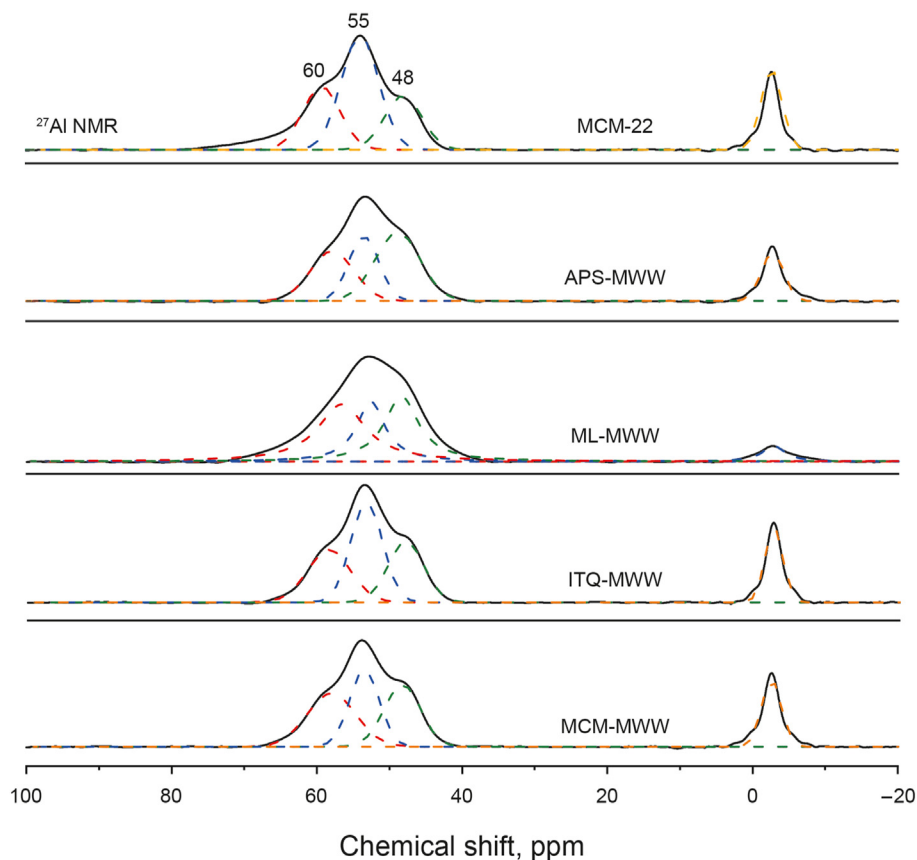 55
60
48
²⁷Al NMR
MCM-22
APS-MWW
ML-MWW
ITQ-MWW
MCM-MWW
100 80 60 40 20 0 –20
Chemical shift, ppm